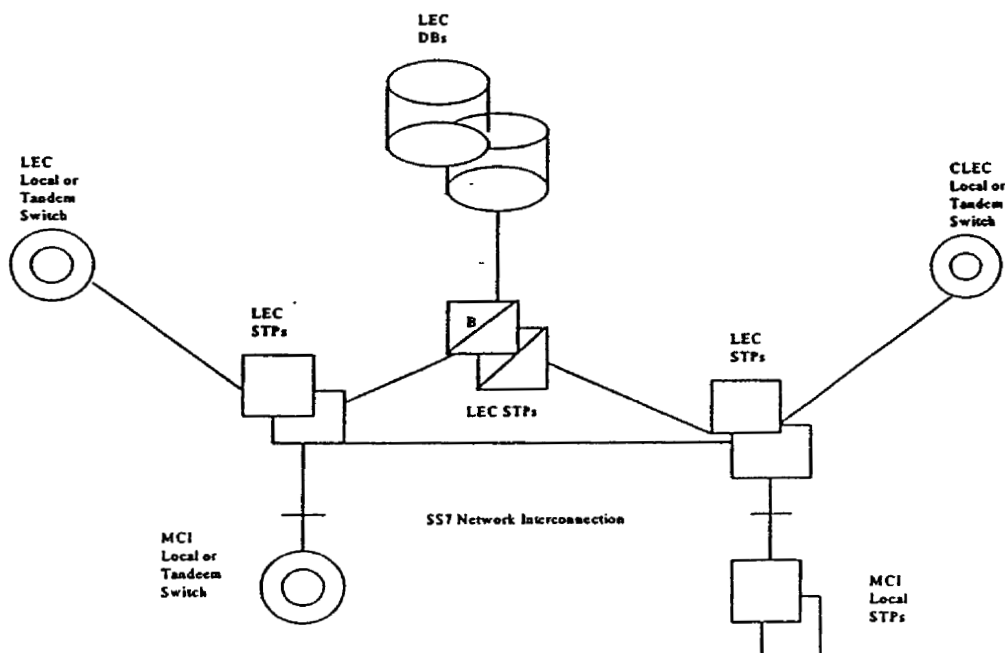 LEC
DBs
LEC
Local or
Tandem
Switch
CLEC
Local or
Tandem
Switch
LEC
STPs
B
LEC
STPs
LEC STPs
SS7 Network Interconnection
MCI
Local or
Tandeem
Switch
MCI
Local
STPs